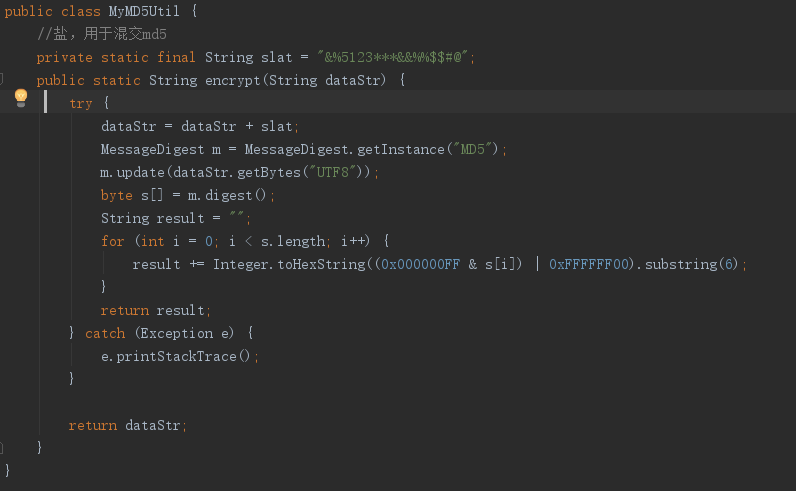 public class MyMD5Util {
    //盐，用于混交md5
    private static final String slat = "&%5123***&&%%$$#@";
    public static String encrypt(String dataStr) {
        try {
            dataStr = dataStr + slat;
            MessageDigest m = MessageDigest.getInstance("MD5");
            m.update(dataStr.getBytes("UTF8"));
            byte s[] = m.digest();
            String result = "";
            for (int i = 0; i < s.length; i++) {
                result += Integer.toHexString((0x000000FF & s[i]) | 0xFFFFFF00).substring(6);
            }
            return result;
        } catch (Exception e) {
            e.printStackTrace();
        }
        return dataStr;
    }
}